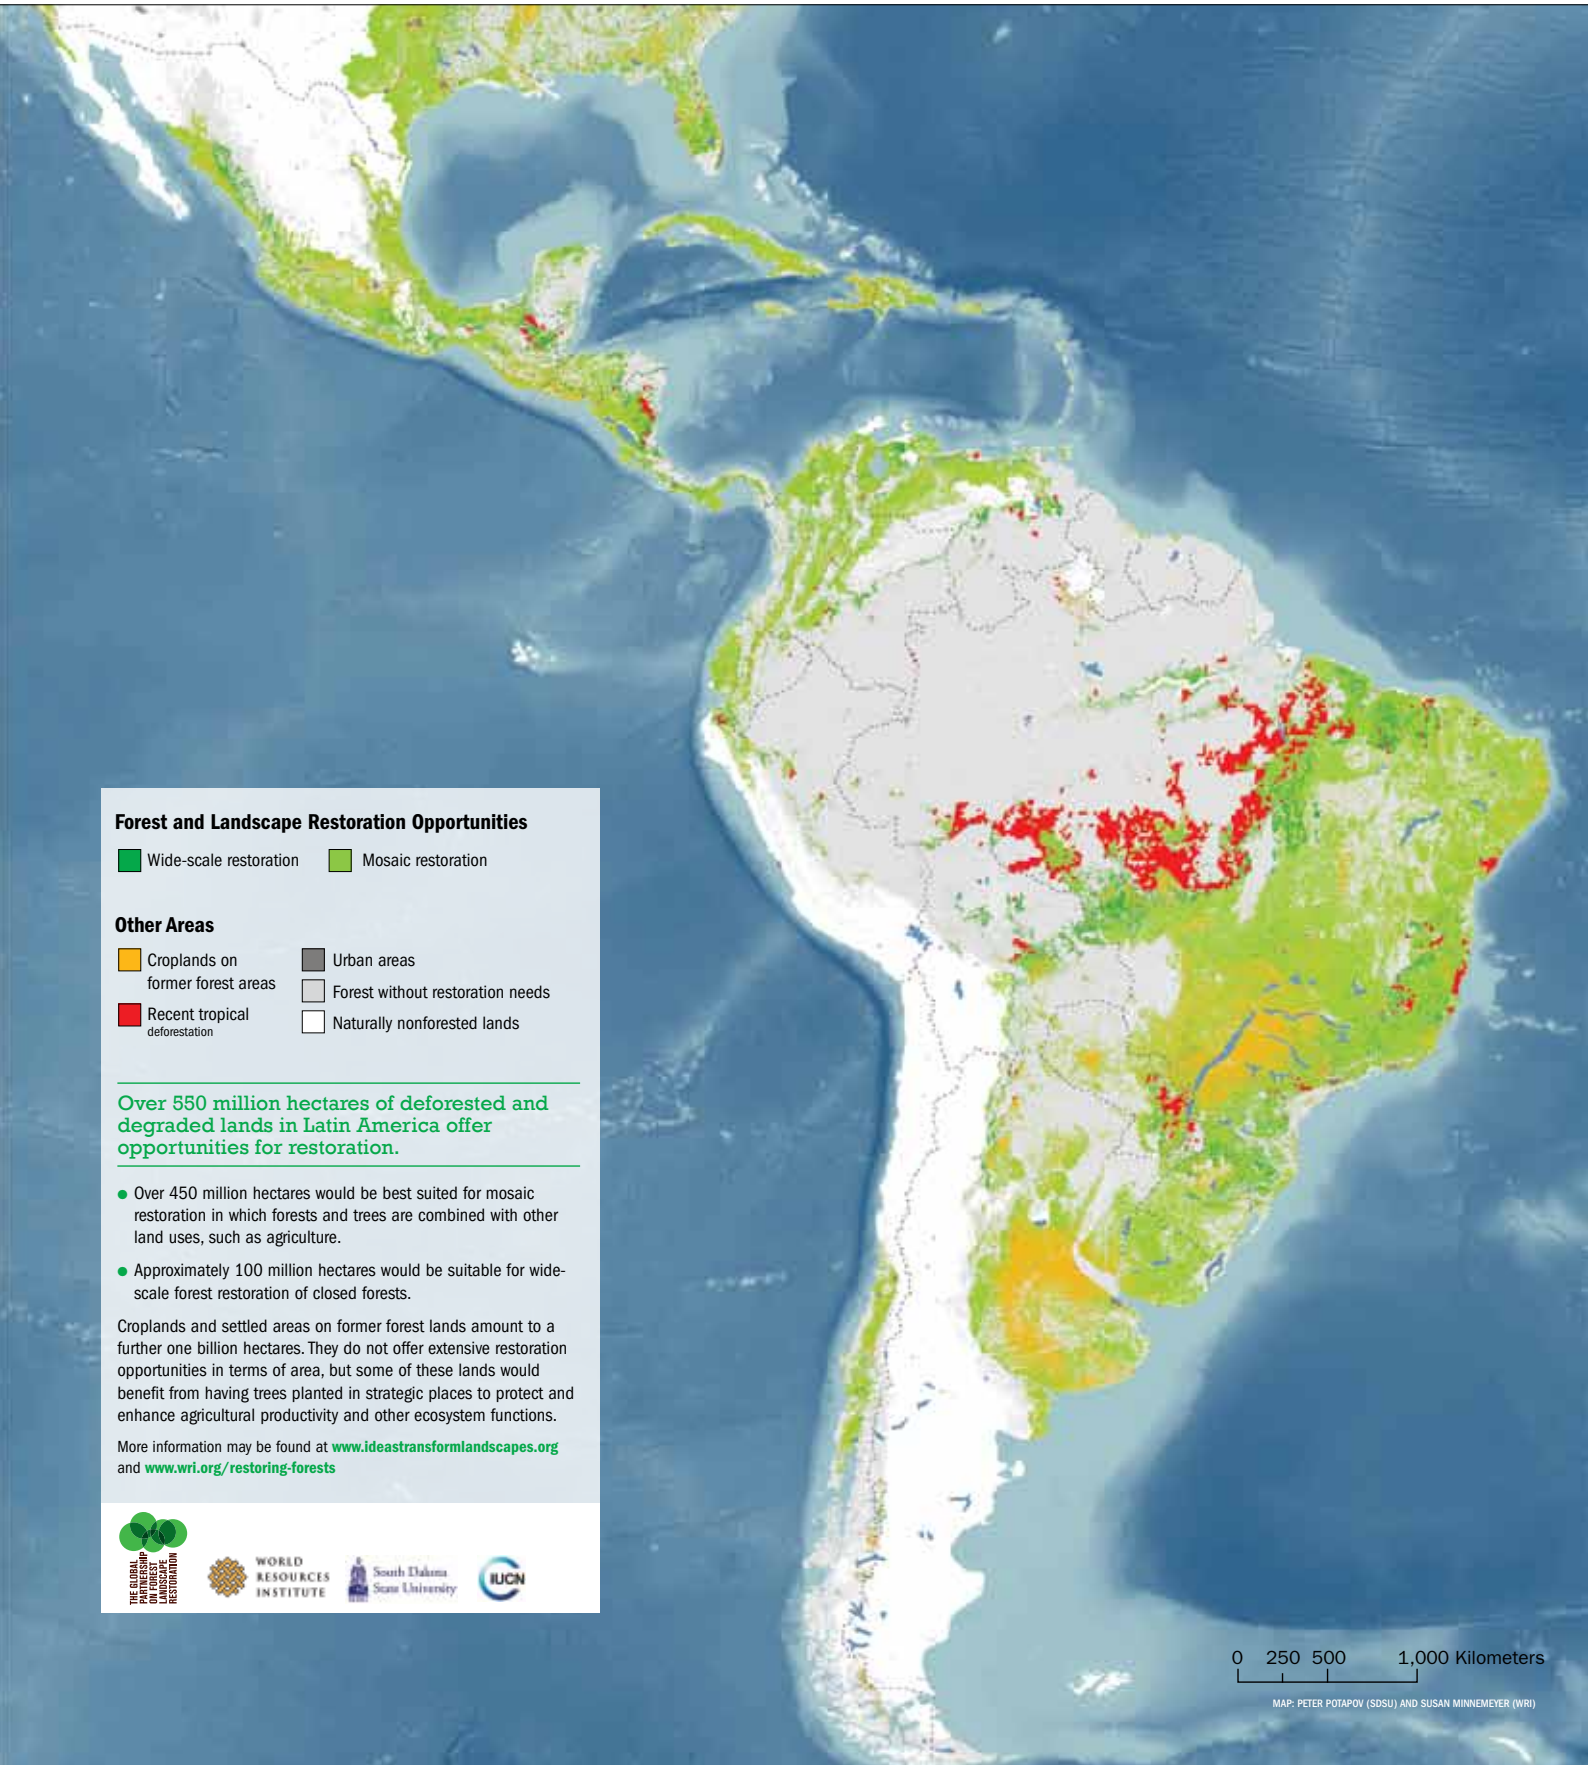 Forest and Landscape Restoration Opportunities
Wide-scale restoration
Mosaic restoration
Other Areas
Croplands on
former forest areas
Recent tropical
deforestation
Urban areas
Forest without restoration needs
Naturally nonforested lands
Over 550 million hectares of deforested and
degraded lands in Latin America offer
opportunities for restoration.
● Over 450 million hectares would be best suited for mosaic
restoration in which forests and trees are combined with other
land uses, such as agriculture.
● Approximately 100 million hectares would be suitable for wide-
scale forest restoration of closed forests.
Croplands and settled areas on former forest lands amount to a
further one billion hectares. They do not offer extensive restoration
opportunities in terms of area, but some of these lands would
benefit from having trees planted in strategic places to protect and
enhance agricultural productivity and other ecosystem functions.
More information may be found at www.ideastransformlandscapes.org
and www.wri.org/restoring-forests
THE GLOBAL
PARTNERSHIP
ON FOREST
LANDSCAPE
RESTORATION
WORLD
RESOURCES
INSTITUTE
South Dakota
State University
IUCN
0 250 500 1,000 Kilometers
MAP: PETER POTAPOV (SDSU) AND SUSAN MINNEMEYER (WRI)